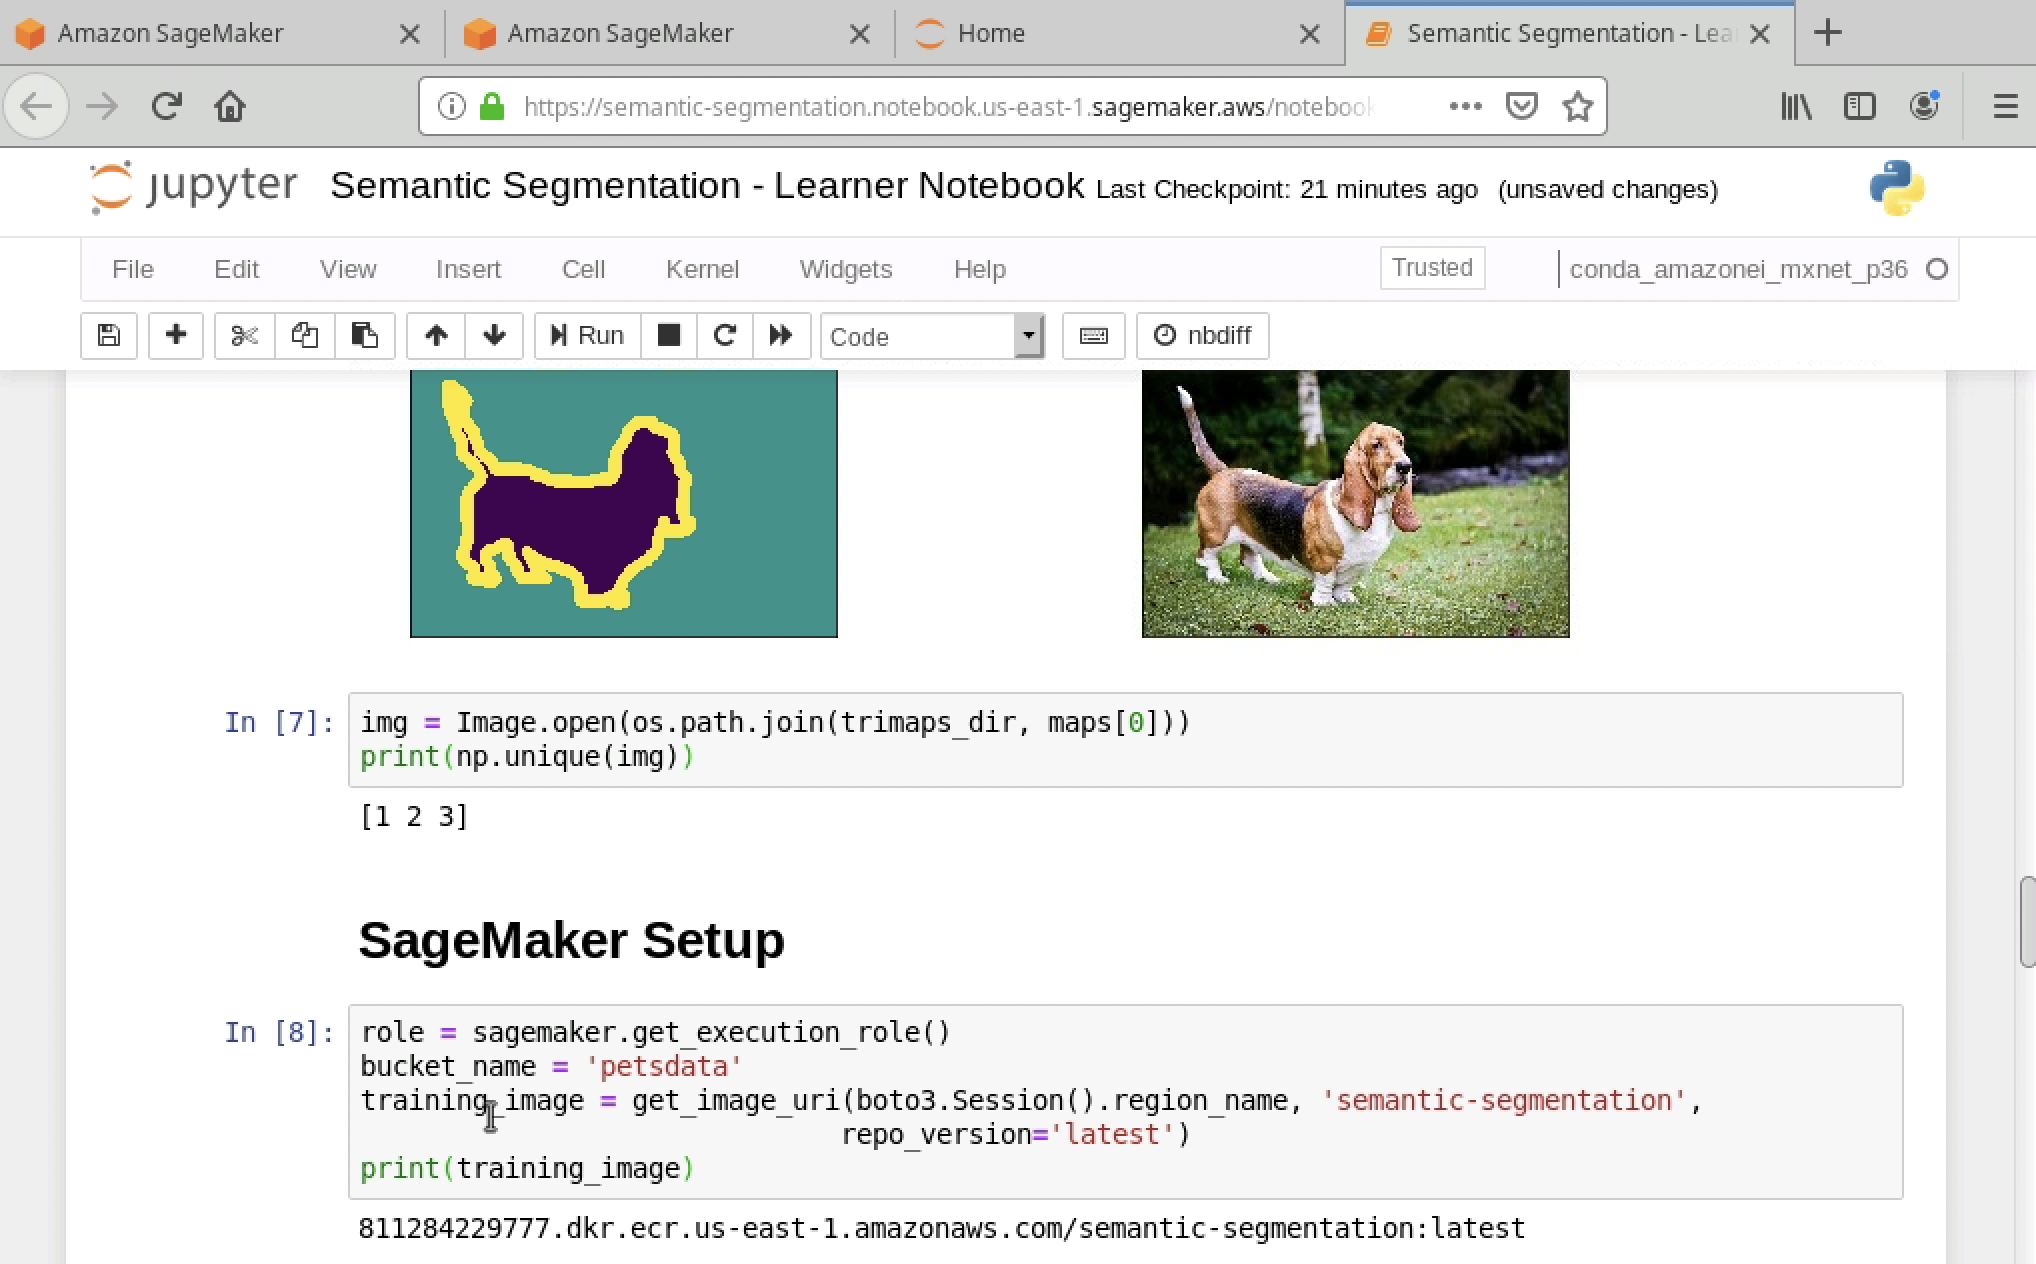 Amazon SageMaker
Amazon SageMaker
Home
Semantic Segmentation - Lea
https://semantic-segmentation.notebook.us-east-1.sagemaker.aws/notebook
jupyter Semantic Segmentation - Learner Notebook Last Checkpoint: 21 minutes ago (unsaved changes)
File Edit View Insert Cell Kernel Widgets Help Trusted conda_amazonei_mxnet_p36
Run Code nbdiff
In [7]: img = Image.open(os.path.join(trimaps_dir, maps[0]))
print(np.unique(img))
[1 2 3]
SageMaker Setup
In [8]: role = sagemaker.get_execution_role()
bucket_name = 'petsdata'
training_image = get_image_uri(boto3.Session().region_name, 'semantic-segmentation',
repo_version='latest')
print(training_image)
811284229777.dkr.ecr.us-east-1.amazonaws.com/semantic-segmentation:latest